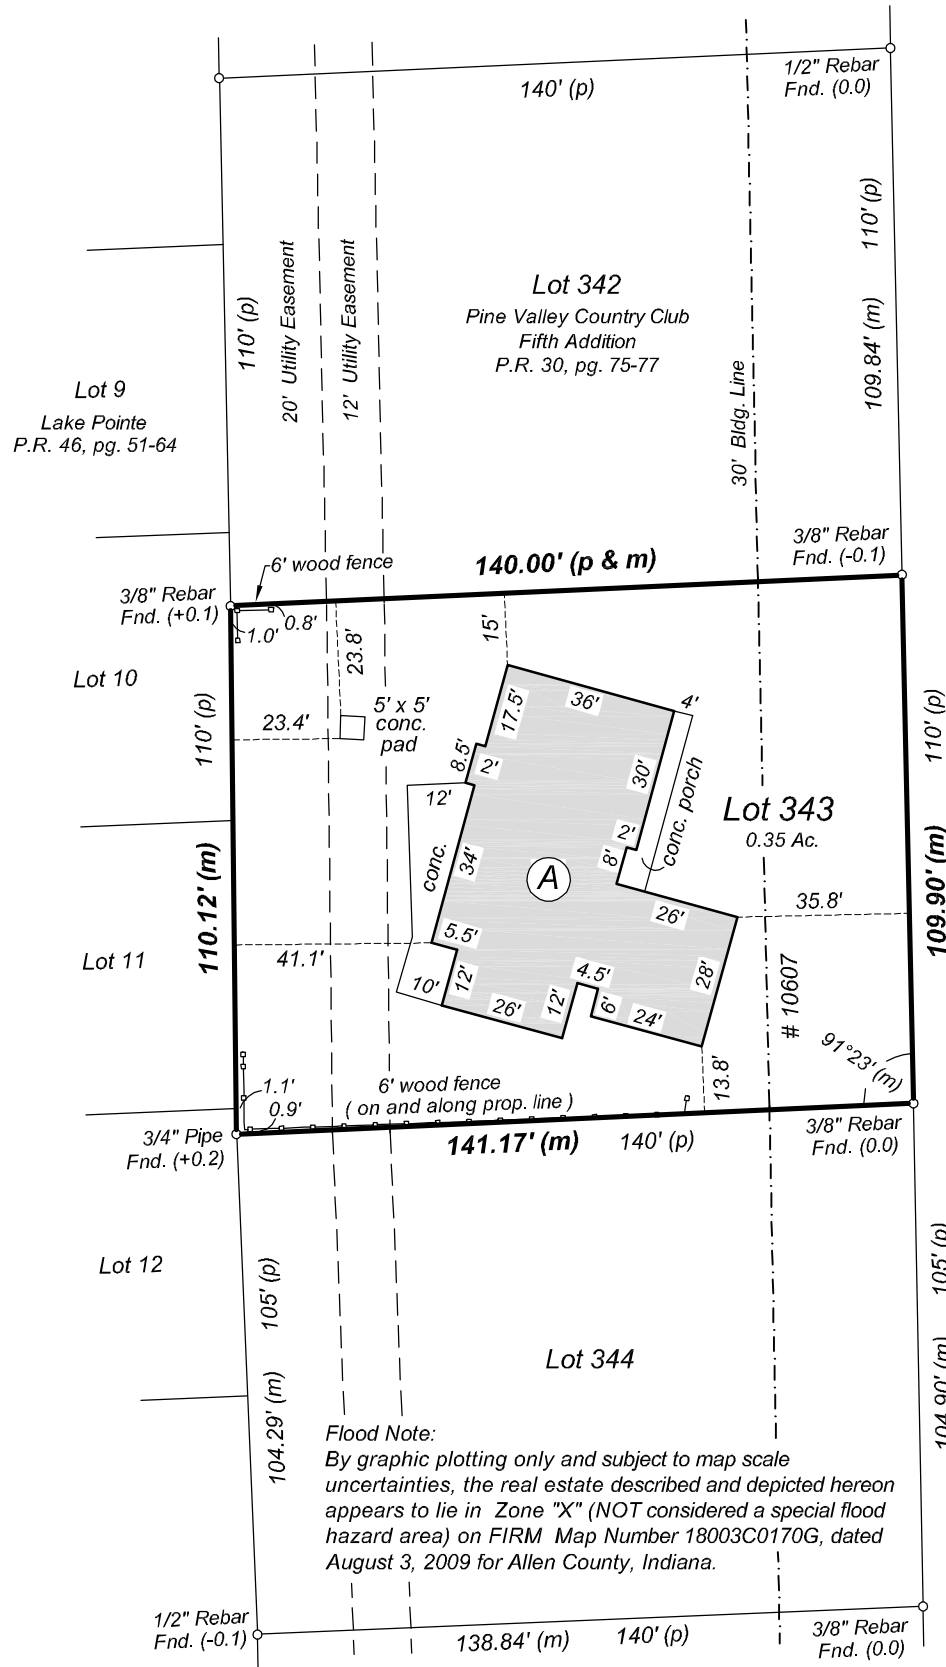 1/2" Rebar
Fnd. (0.0)
140' (p)
110' (p)
109.84' (m)
20' Utility Easement
12' Utility Easement
110' (p)
Lot 342
Pine Valley Country Club
Fifth Addition
P.R. 30, pg. 75-77
30' Bldg. Line
Lot 9
Lake Pointe
P.R. 46, pg. 51-64
3/8" Rebar
Fnd. (-0.1)
140.00' (p & m)
6' wood fence
3/8" Rebar
Fnd. (+0.1)
1.0'
0.8'
23.8'
15'
Lot 10
110' (p)
23.4'
5' x 5'
conc.
pad
17.5'
36'
4'
8.5'
2'
30'
conc. porch
12'
Lot 343
0.35 Ac.
110' (p)
109.90' (m)
conc.
34'
A
2'
8'
26'
35.8'
110.12' (m)
Lot 11
41.1'
5.5'
10'
12'
26'
12'
4.5'
6'
24'
28'
# 10607
91°23' (m)
13.8'
1.1'
0.9'
6' wood fence
( on and along prop. line )
3/4" Pipe
Fnd. (+0.2)
141.17' (m)
140' (p)
3/8" Rebar
Fnd. (0.0)
Lot 12
105' (p)
104.29' (m)
105' (p)
104.90' (m)
Lot 344
Flood Note:
By graphic plotting only and subject to map scale
uncertainties, the real estate described and depicted hereon
appears to lie in Zone "X" (NOT considered a special flood
hazard area) on FIRM Map Number 18003C0170G, dated
August 3, 2009 for Allen County, Indiana.
1/2" Rebar
Fnd. (-0.1)
138.84' (m)
140' (p)
3/8" Rebar
Fnd. (0.0)